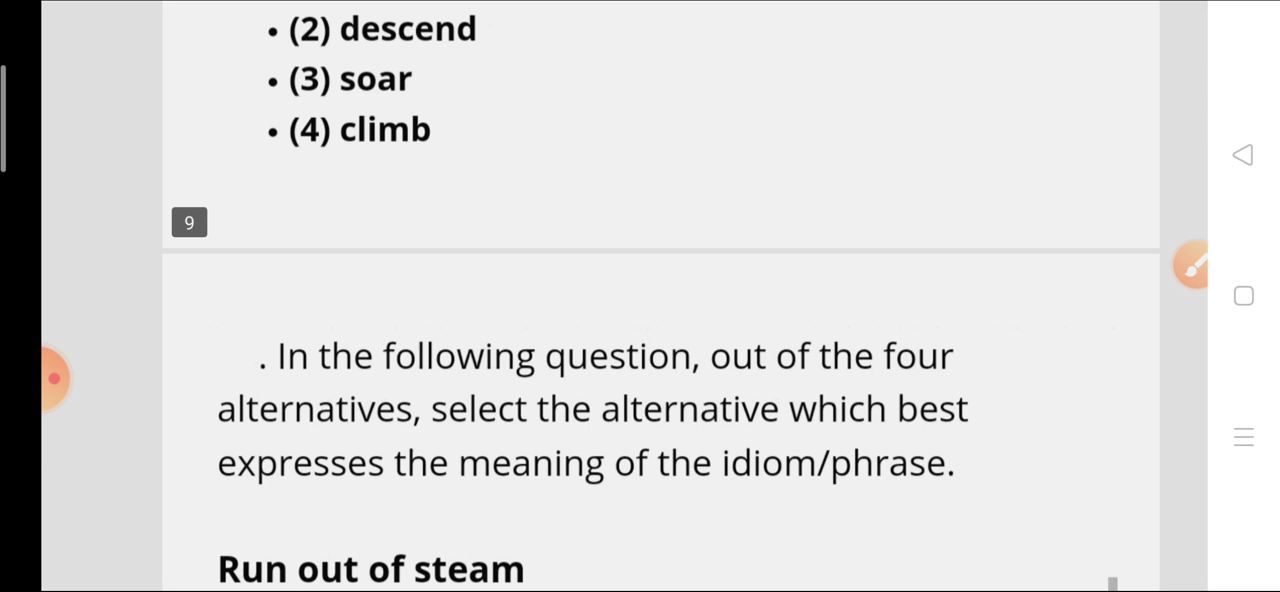 • (2) descend
• (3) soar
• (4) climb
9
. In the following question, out of the four
alternatives, select the alternative which best
expresses the meaning of the idiom/phrase.
Run out of steam